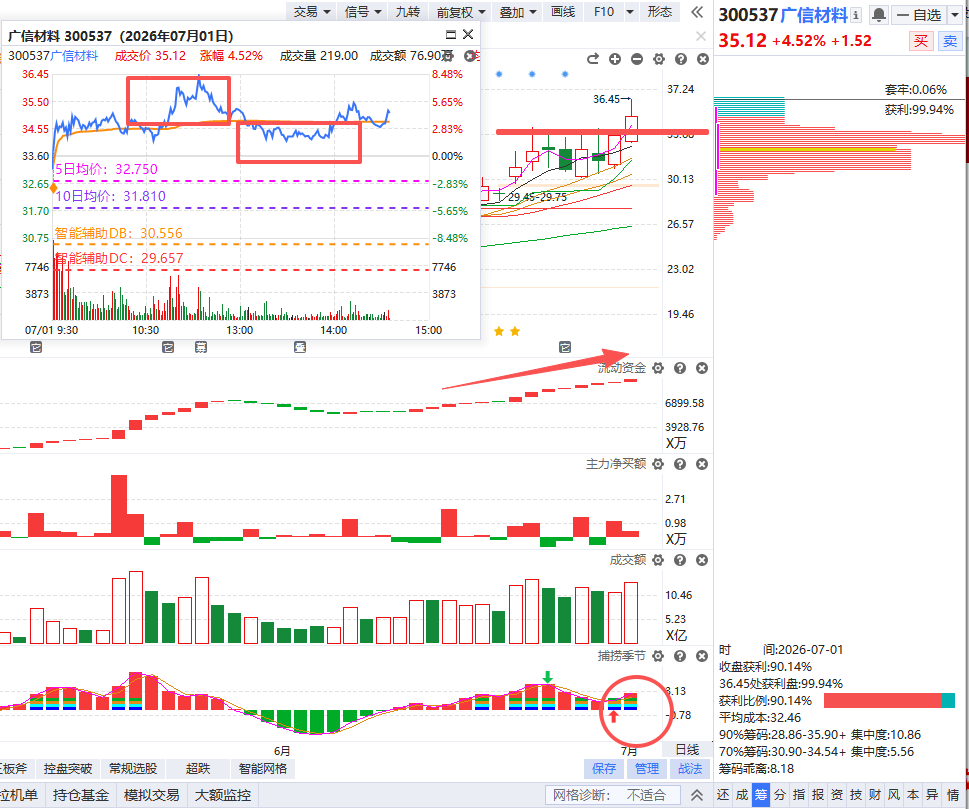 交易 信号 九转 前复权 叠加 画线 F10 形态
300537 广信材料 自选
35.12 +4.52% +1.52 买 卖
广信材料 300537（2026年07月01日）
300537广信材料 成交价 35.12 涨幅 4.52% 成交量 219.00 成交额 76.90
36.45 8.48%
35.50 5.65%
34.55 2.83%
33.60 0.00%
5日均价：32.750
32.65 -2.83%
10日均价：31.810
31.70 -5.65%
智能辅助DB：30.556
30.75 -8.48%
智能辅助DC：29.657
7746 7746
3873 3873
07/01 9:30 10:30 13:00 14:00 15:00
36.45
37.24
30.13
29.45-29.75
26.57
23.02
19.46
套牢:0.06%
获利:99.94%
流动资金
6899.58
3928.76
X万
主力净买额
2.71
0.98
X万
成交额
10.46
5.23
X亿
捕捞季节
3.13
-0.78
6月 7月 日线
时 间:2026-07-01
收盘获利:90.14%
36.45处获利盘:99.94%
获利比例:90.14%
平均成本:32.46
90%筹码:28.86-35.90+ 集中度:10.86
70%筹码:30.90-34.54+ 集中度:5.56
筹码乖离:8.18
板斧 控盘突破 常规选股 超跌 智能网格 保存 管理 战法
拉机单 持仓基金 模拟交易 大额监控 网格诊断： 不适合
还 成 筹 分 指 报 资 技 财 风 本 异 情